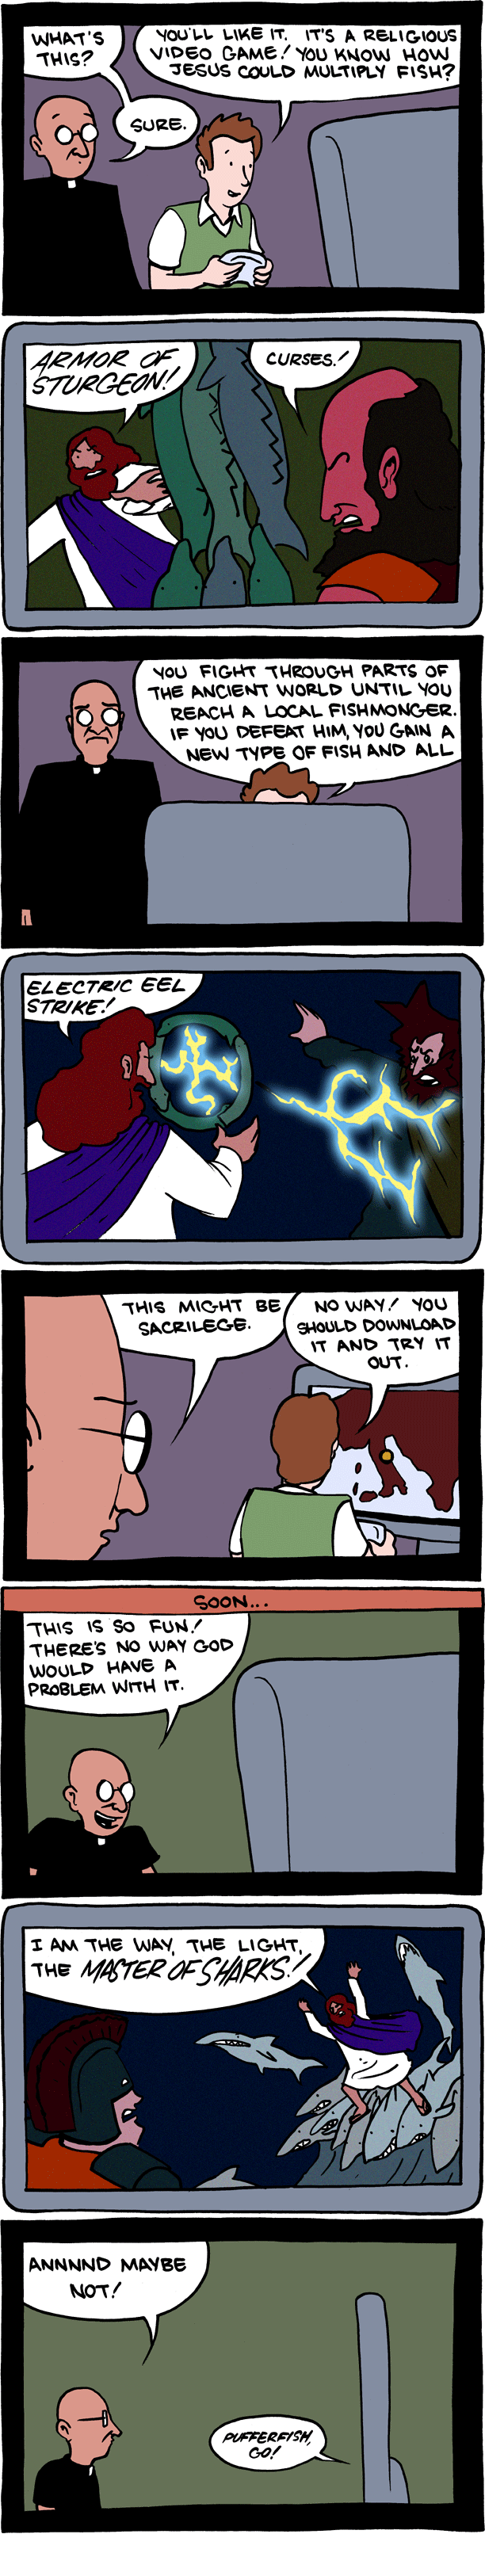 WHAT'S
THIS?
YOU'LL LIKE IT. IT'S A RELIGIOUS
VIDEO GAME! YOU KNOW HOW
JESUS COULD MULTIPLY FISH?
SURE.
ARMOR OF
STURGEON!
CURSES!
YOU FIGHT THROUGH PARTS OF
THE ANCIENT WORLD UNTIL YOU
REACH A LOCAL FISHMONGER.
IF YOU DEFEAT HIM, YOU GAIN A
NEW TYPE OF FISH AND ALL
ELECTRIC EEL
STRIKE!
THIS MIGHT BE
SACRILEGE.
NO WAY! YOU
SHOULD DOWNLOAD
IT AND TRY IT
OUT.
SOON...
THIS IS SO FUN!
THERE'S NO WAY GOD
WOULD HAVE A
PROBLEM WITH IT.
I AM THE WAY, THE LIGHT,
THE MASTER OF SHARKS!
ANNNND MAYBE
NOT!
PUFFERFISH,
GO!